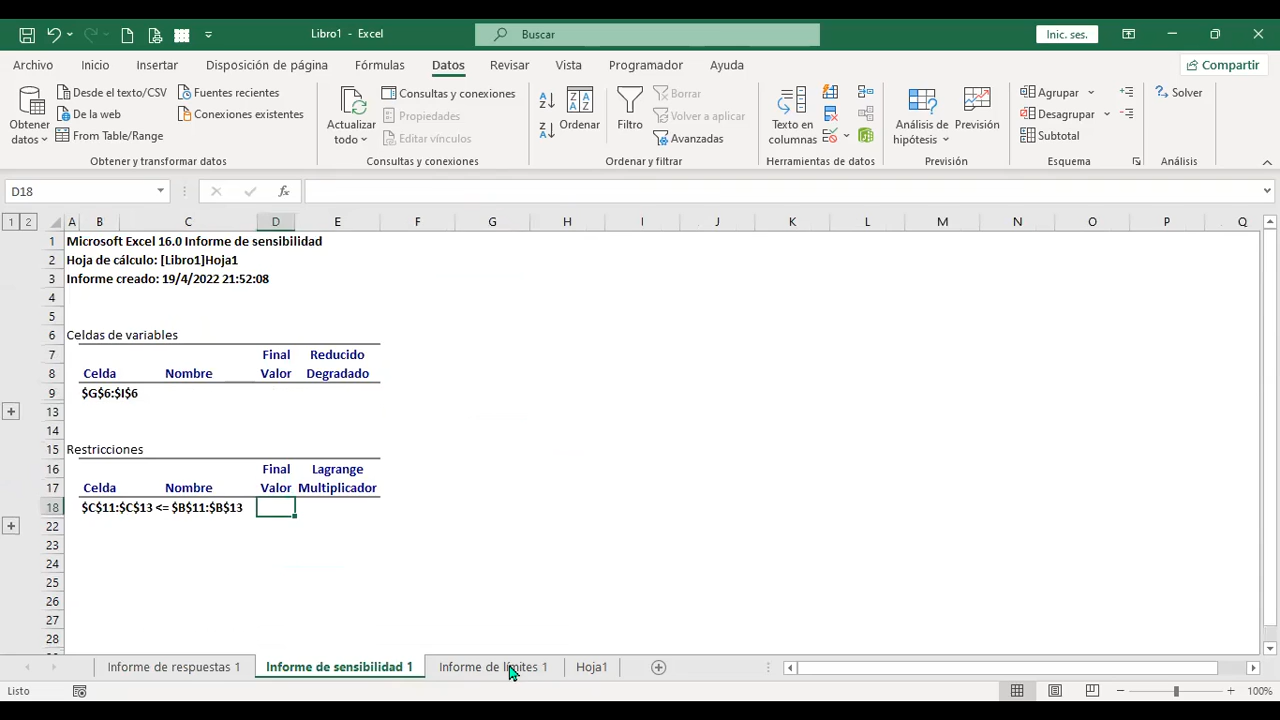 Libro1 - Excel
Buscar
Inic. ses.
Archivo Inicio Insertar Disposición de página Fórmulas Datos Revisar Vista Programador Ayuda
Compartir
Obtener datos
Desde el texto/CSV
De la web
From Table/Range
Fuentes recientes
Conexiones existentes
Obtener y transformar datos
Actualizar todo
Consultas y conexiones
Propiedades
Editar vínculos
Consultas y conexiones
Ordenar
Filtro
Borrar
Volver a aplicar
Avanzadas
Ordenar y filtrar
Texto en columnas
Herramientas de datos
Análisis de hipótesis
Previsión
Previsión
Agrupar
Desagrupar
Subtotal
Esquema
Solver
Análisis
D18
fx
1 2
A B C D E F G H I J K L M N O P Q
1 Microsoft Excel 16.0 Informe de sensibilidad
2 Hoja de cálculo: [Libro1]Hoja1
3 Informe creado: 19/4/2022 21:52:08
4
5
6 Celdas de variables
7 Final Reducido
8 Celda Nombre Valor Degradado
9 $G$6:$I$6
13
14
15 Restricciones
16 Final Lagrange
17 Celda Nombre Valor Multiplicador
18 $C$11:$C$13 <= $B$11:$B$13
22
23
24
25
26
27
28
Informe de respuestas 1 Informe de sensibilidad 1 Informe de límites 1 Hoja1
Listo
100%